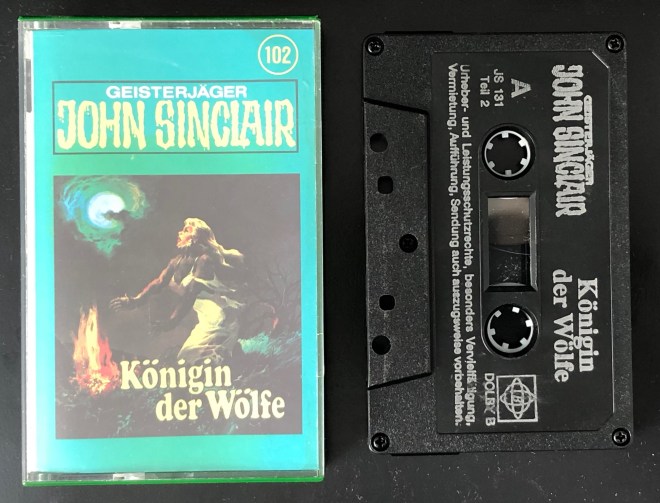 102
GEISTERJÄGER
JOHN SINCLAIR
Königin
der Wölfe
GEISTERJÄGER
JOHN SINCLAIR
Königin
der Wölfe
A
JS 131
Teil 2
DOLBY B
Urheber- und Leistungsschutzrechte, besonders Vervielfältigung,
Vermietung, Aufführung, Sendung auch auszugsweise vorbehalten.